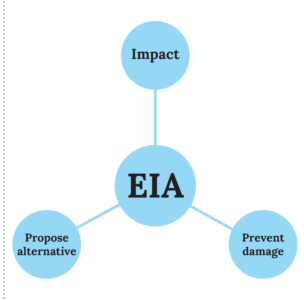 Impact
EIA
Propose
alternative
Prevent
damage